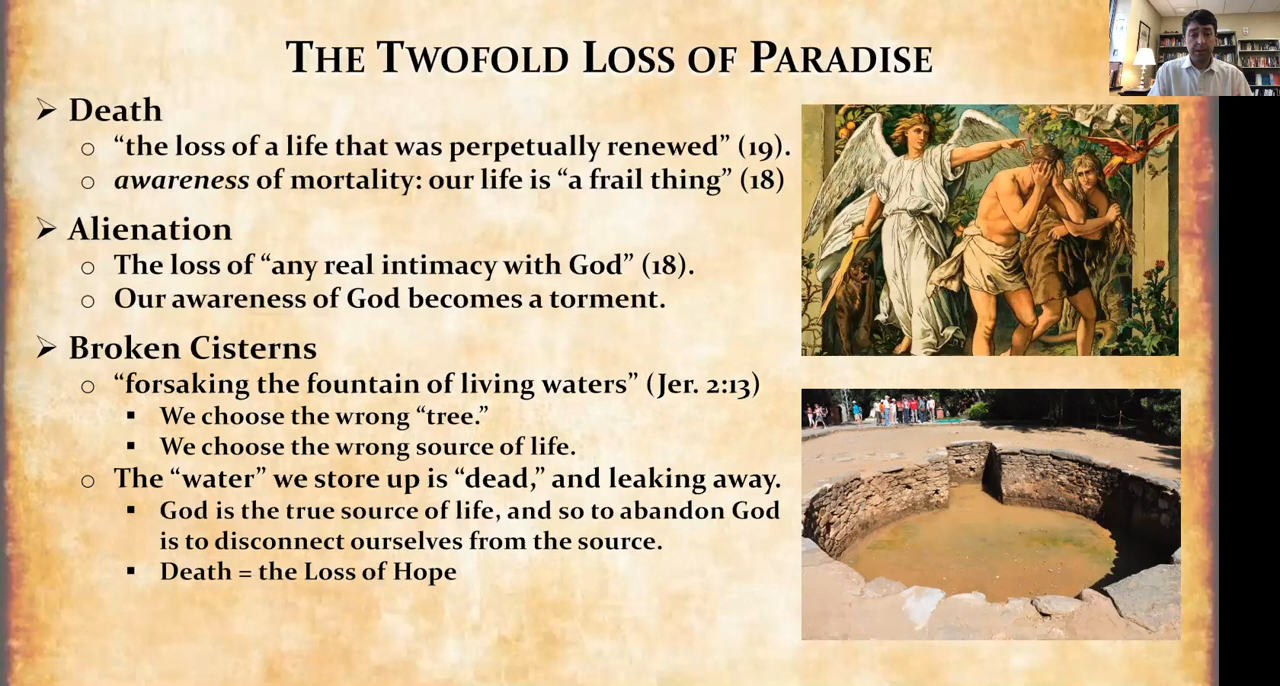 THE TWOFOLD LOSS OF PARADISE
➢ Death
○ “the loss of a life that was perpetually renewed” (19).
○ awareness of mortality: our life is “a frail thing” (18)
➢ Alienation
○ The loss of “any real intimacy with God” (18).
○ Our awareness of God becomes a torment.
➢ Broken Cisterns
○ “forsaking the fountain of living waters” (Jer. 2:13)
▪ We choose the wrong “tree.”
▪ We choose the wrong source of life.
○ The “water” we store up is “dead,” and leaking away.
▪ God is the true source of life, and so to abandon God
is to disconnect ourselves from the source.
▪ Death = the Loss of Hope